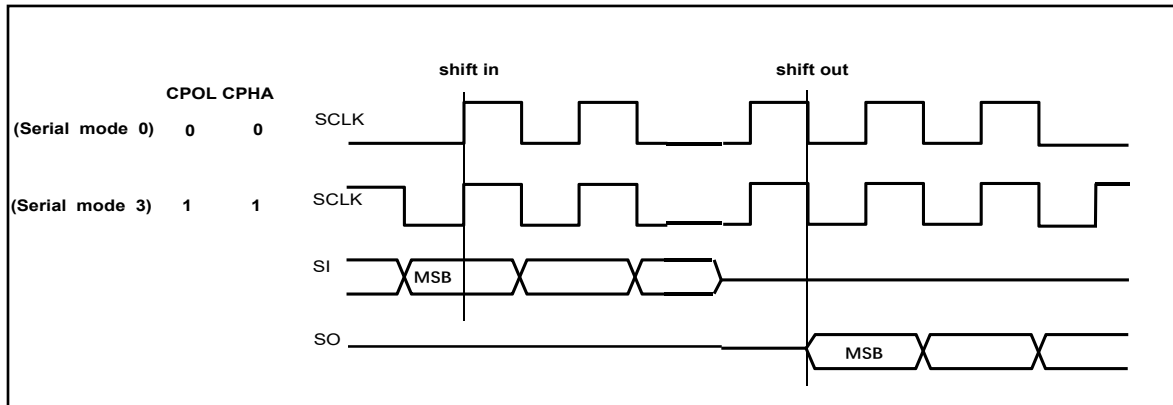 shift in
shift out
CPOL CPHA
(Serial mode 0) 0 0 SCLK
(Serial mode 3) 1 1 SCLK
SI MSB
SO MSB